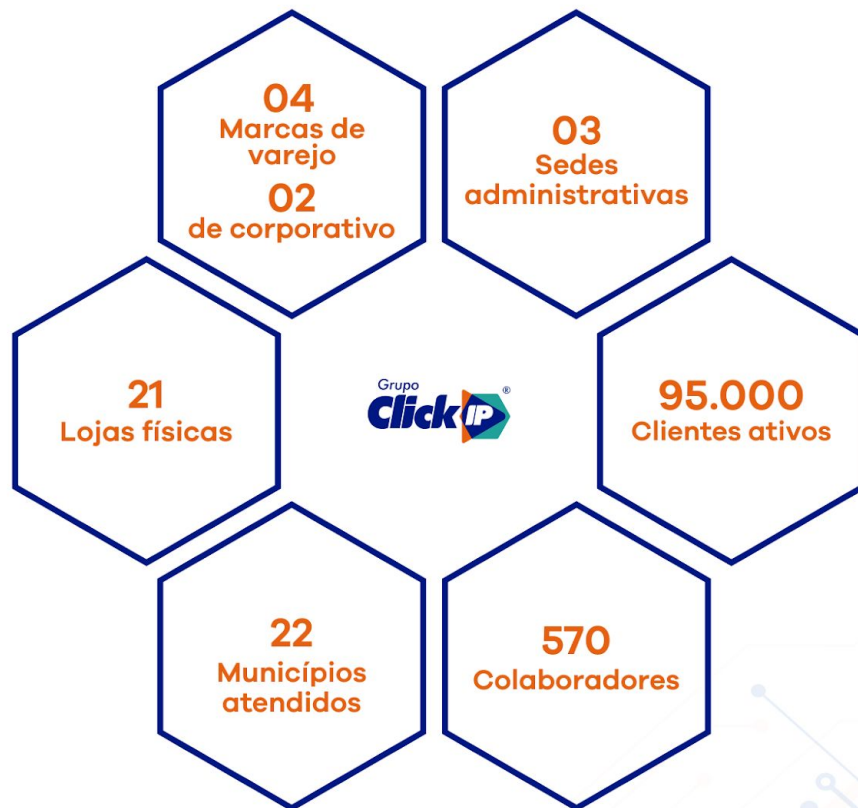 04
Marcas de
varejo
02
de corporativo
03
Sedes
administrativas
21
Lojas físicas
Grupo
Click IP®
95.000
Clientes ativos
22
Municípios
atendidos
570
Colaboradores